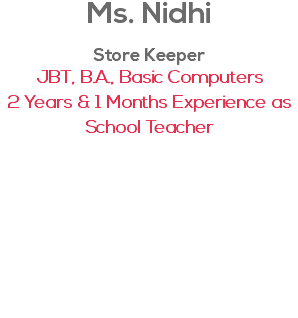 Ms. Nidhi
Store Keeper
JBT, B.A., Basic Computers
2 Years & 1 Months Experience as
School Teacher